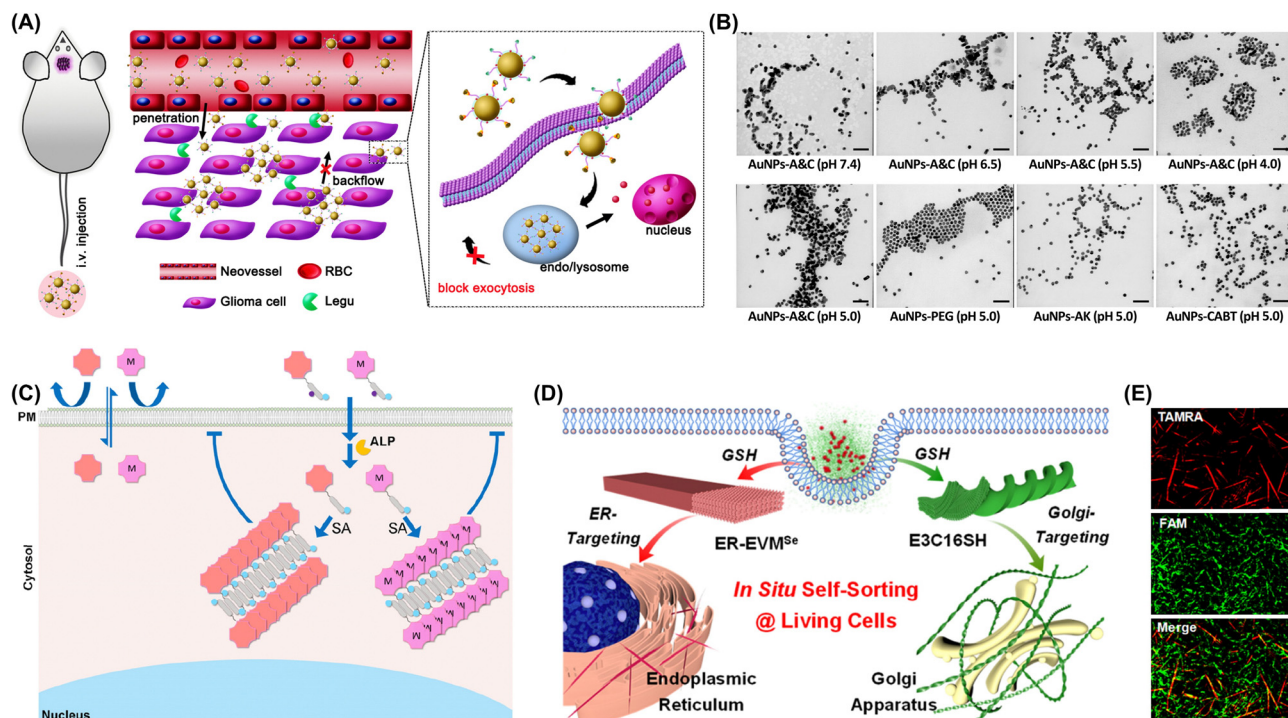 (A)
penetration
backflow
i.v. injection
Neovessel
RBC
Glioma cell
Legu
nucleus
endo/lysosome
block exocytosis
(B)
AuNPs-A&C (pH 7.4)
AuNPs-A&C (pH 6.5)
AuNPs-A&C (pH 5.5)
AuNPs-A&C (pH 4.0)
AuNPs-A&C (pH 5.0)
AuNPs-PEG (pH 5.0)
AuNPs-AK (pH 5.0)
AuNPs-CABT (pH 5.0)
(C)
M
M
PM
ALP
M
M
SA
SA
M M M M M M M
M
Cytosol
Nucleus
(D)
GSH
GSH
ER-
Targeting
ER-EVMSe
E3C16SH
Golgi-
Targeting
In Situ Self-Sorting
@ Living Cells
Endoplasmic
Reticulum
Golgi
Apparatus
(E)
TAMRA
FAM
Merge